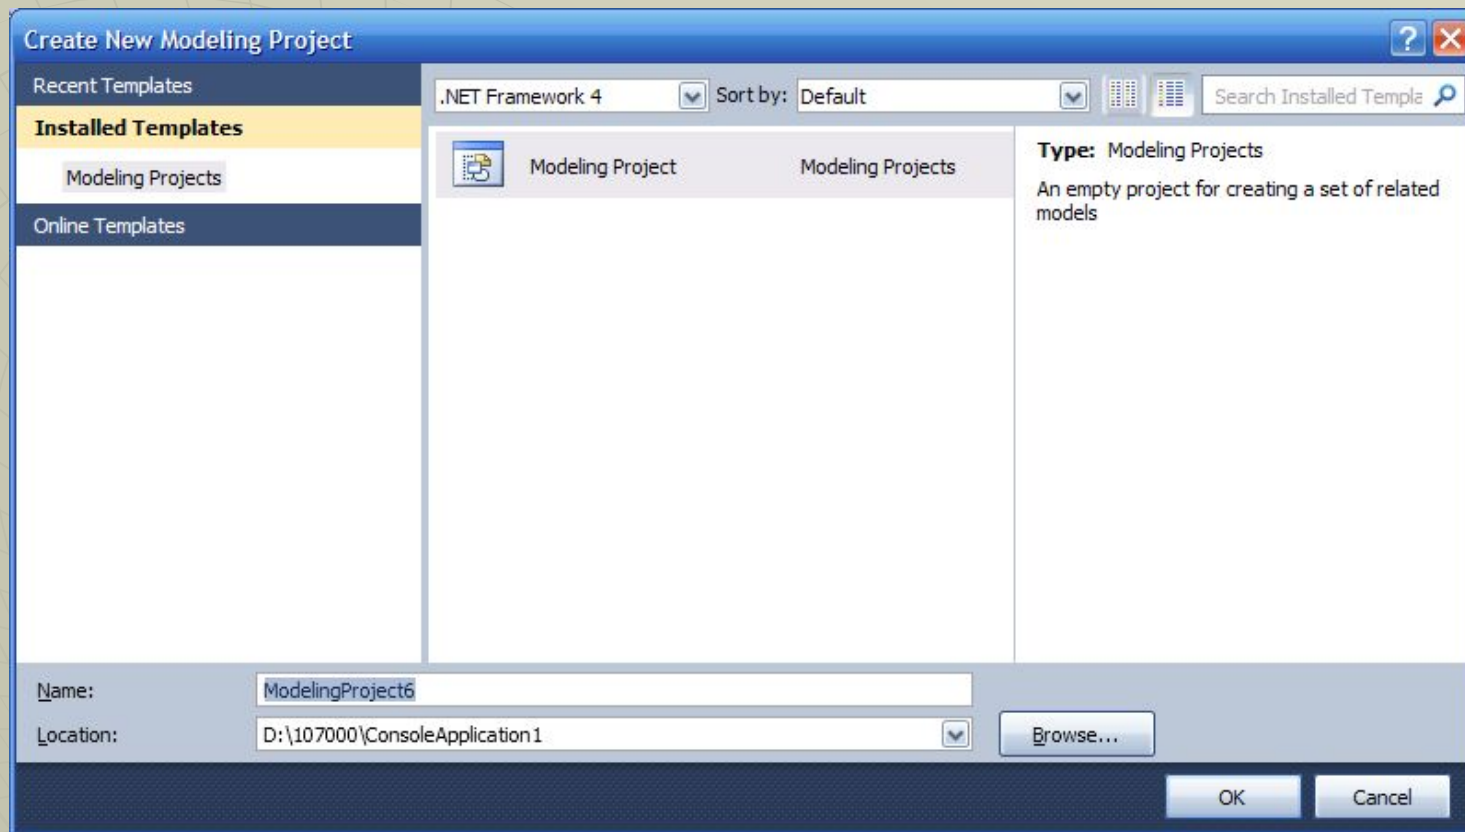 Create New Modeling Project
?
Recent Templates
Installed Templates
Modeling Projects
Online Templates
.NET Framework 4
Sort by: Default
Search Installed Templa
Modeling Project Modeling Projects
Type: Modeling Projects
An empty project for creating a set of related
models
Name: ModelingProject6
Location: D:\107000\ConsoleApplication1
Browse...
OK
Cancel